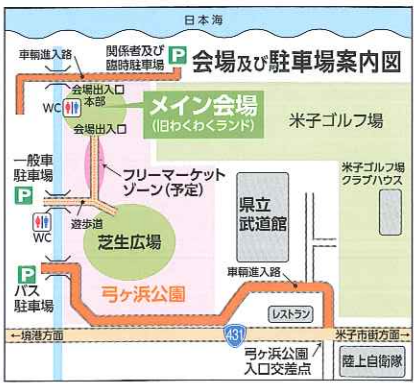 日本海
車輌進入路
関係者及び
臨時駐車場
P
会場及び駐車場案内図
会場出入口
本部
WC
メイン会場
(旧わくわくランド)
会場出入口
米子ゴルフ場
一般車
駐車場
P
フリーマーケット
ゾーン(予定)
米子ゴルフ場
クラブハウス
県立
武道館
WC
遊歩道
芝生広場
P
バス
駐車場
車輌進入路
弓ヶ浜公園
レストラン
←境港方面
431
米子市街方面→
弓ヶ浜公園
入口交差点
陸上自衛隊